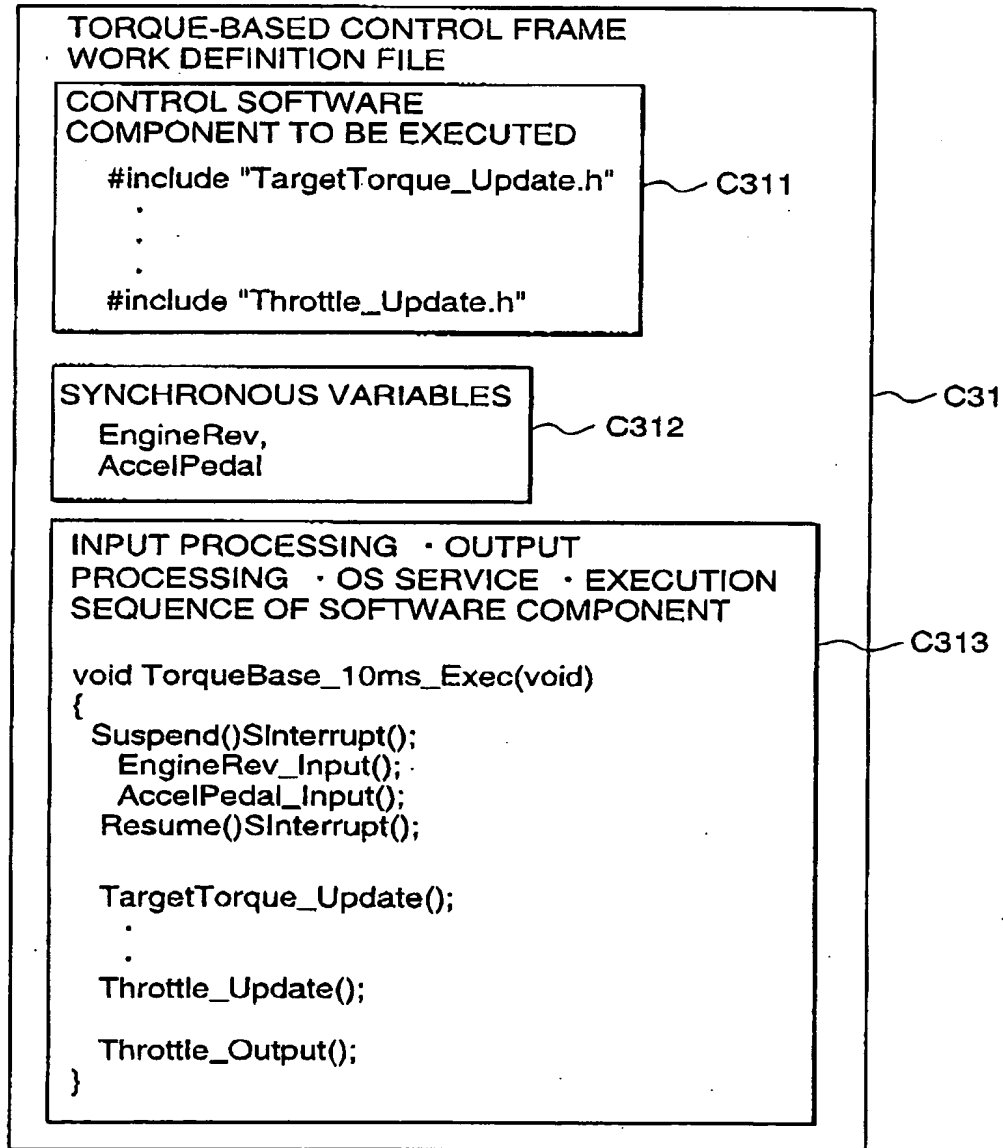 TORQUE-BASED CONTROL FRAME
WORK DEFINITION FILE
CONTROL SOFTWARE
COMPONENT TO BE EXECUTED
#include "TargetTorque_Update.h"
.
.
.
#include "Throttle_Update.h"
C311
SYNCHRONOUS VARIABLES
EngineRev,
AccelPedal
C312
C31
INPUT PROCESSING ・OUTPUT
PROCESSING ・OS SERVICE ・EXECUTION
SEQUENCE OF SOFTWARE COMPONENT
C313
void TorqueBase_10ms_Exec(void)
{
Suspend()SInterrupt();
EngineRev_Input();
AccelPedal_Input();
Resume()SInterrupt();
TargetTorque_Update();
.
.
Throttle_Update();
Throttle_Output();
}